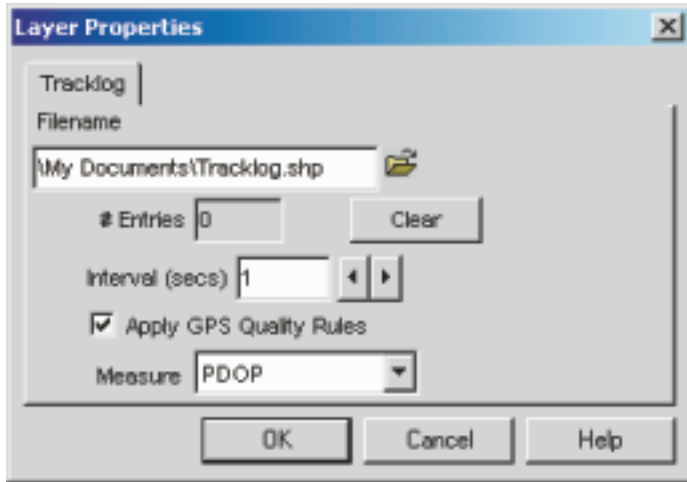 Layer Properties
Tracklog
Filename
\My Documents\Tracklog.shp
# Entries 0 Clear
Interval (secs) 1
Apply GPS Quality Rules
Measure PDOP
OK Cancel Help